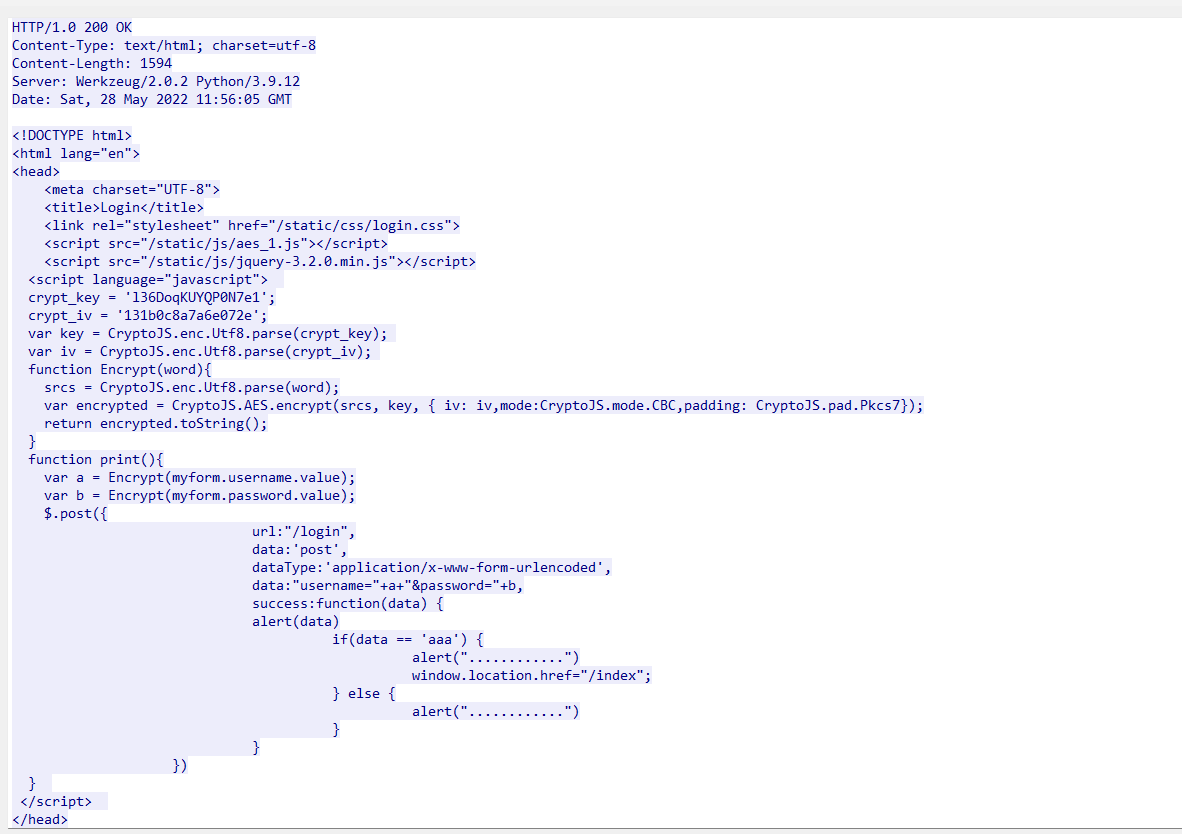 HTTP/1.0 200 OK
Content-Type: text/html; charset=utf-8
Content-Length: 1594
Server: Werkzeug/2.0.2 Python/3.9.12
Date: Sat, 28 May 2022 11:56:05 GMT

<!DOCTYPE html>
<html lang="en">
<head>
    <meta charset="UTF-8">
    <title>Login</title>
    <link rel="stylesheet" href="/static/css/login.css">
    <script src="/static/js/aes_1.js"></script>
    <script src="/static/js/jquery-3.2.0.min.js"></script>
  <script language="javascript">
  crypt_key = 'l36DoqKUYQP0N7e1';
  crypt_iv = '131b0c8a7a6e072e';
  var key = CryptoJS.enc.Utf8.parse(crypt_key);
  var iv = CryptoJS.enc.Utf8.parse(crypt_iv);
  function Encrypt(word){
    srcs = CryptoJS.enc.Utf8.parse(word);
    var encrypted = CryptoJS.AES.encrypt(srcs, key, { iv: iv,mode:CryptoJS.mode.CBC,padding: CryptoJS.pad.Pkcs7});
    return encrypted.toString();
  }
  function print(){
    var a = Encrypt(myform.username.value);
    var b = Encrypt(myform.password.value);
    $.post({
                              url:"/login",
                              data:'post',
                              dataType:'application/x-www-form-urlencoded',
                              data:"username="+a+"&password="+b,
                              success:function(data) {
                              alert(data)
                                        if(data == 'aaa') {
                                                  alert("............")
                                                  window.location.href="/index";
                                        } else {
                                                  alert("............")
                                        }
                              }
                    })
  }
 </script>
</head>